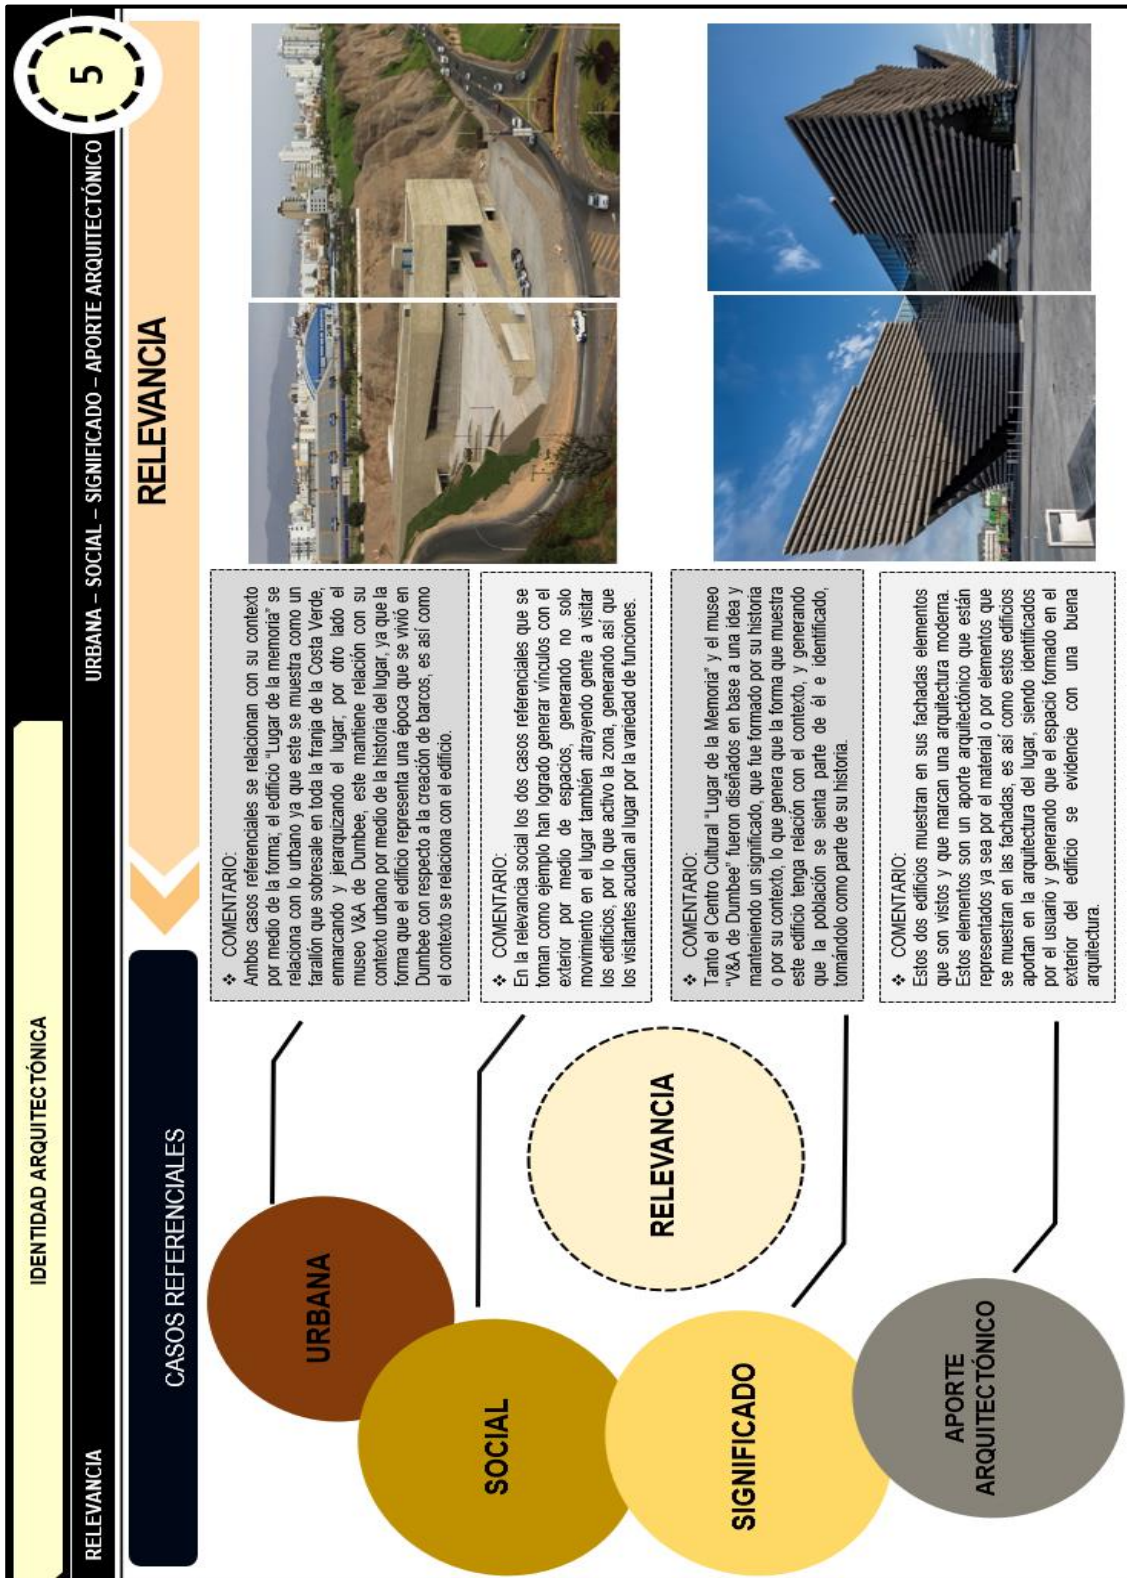 IDENTIDAD ARQUITECTÓNICA
RELEVANCIA
URBANA – SOCIAL – SIGNIFICADO – APORTE ARQUITECTÓNICO
5
CASOS REFERENCIALES
RELEVANCIA
URBANA
SOCIAL
SIGNIFICADO
APORTE
ARQUITECTÓNICO
RELEVANCIA
❖ COMENTARIO:
Ambos casos referenciales se relacionan con su contexto
por medio de la forma; el edificio "Lugar de la memoria" se
relaciona con lo urbano ya que este se muestra como un
farallón que sobresale en toda la franja de la Costa Verde,
enmarcando y jerarquizando el lugar; por otro lado el
museo V&A de Dumbee, este mantiene relación con su
contexto urbano por medio de la historia del lugar, ya que la
forma que el edificio representa una época que se vivió en
Dumbee con respecto a la creación de barcos, es así como
el contexto se relaciona con el edificio.
❖ COMENTARIO:
En la relevancia social los dos casos referenciales que se
toman como ejemplo han logrado generar vínculos con el
exterior por medio de espacios, generando no solo
movimiento en el lugar también atrayendo gente a visitar
los edificios, por lo que activo la zona, generando así que
los visitantes acudan al lugar por la variedad de funciones.
❖ COMENTARIO:
Tanto el Centro Cultural "Lugar de la Memoria" y el museo
"V&A de Dumbee" fueron diseñados en base a una idea y
manteniendo un significado, que fue formado por su historia
o por su contexto, lo que genera que la forma que muestra
este edificio tenga relación con el contexto, y generando
que la población se sienta parte de él e identificado,
tomándolo como parte de su historia.
❖ COMENTARIO:
Estos dos edificios muestran en sus fachadas elementos
que son vistos y que marcan una arquitectura moderna.
Estos elementos son un aporte arquitectónico que están
representados ya sea por el material o por elementos que
se muestran en las fachadas, es así como estos edificios
aportan en la arquitectura del lugar, siendo identificados
por el usuario y generando que el espacio formado en el
exterior del edificio se evidencie con una buena
arquitectura.